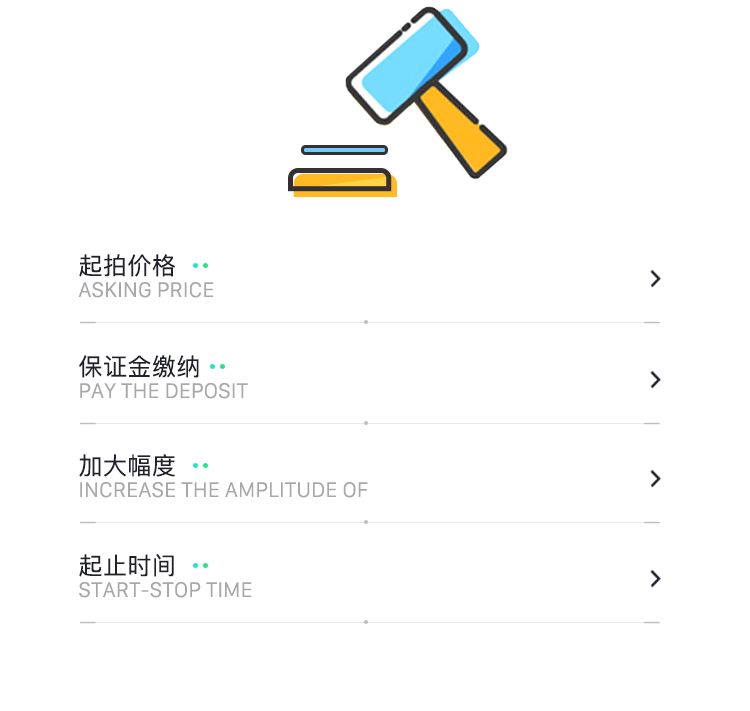 起拍价格
ASKING PRICE
保证金缴纳
PAY THE DEPOSIT
加大幅度
INCREASE THE AMPLITUDE OF
起止时间
START-STOP TIME